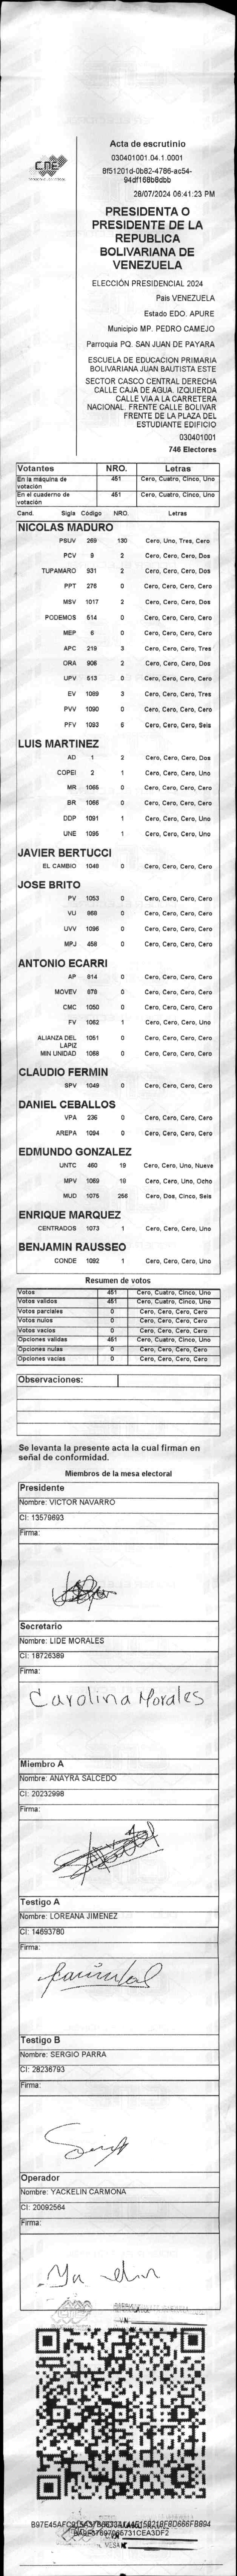 CNE
Acta de escrutinio
030401001.04.1.0001
8f51201d-0b82-4786-ac54-
94df168b8dbb
28/07/2024 06:41:23 PM
PRESIDENTA O
PRESIDENTE DE LA
REPUBLICA
BOLIVARIANA DE
VENEZUELA
ELECCIÓN PRESIDENCIAL 2024
País VENEZUELA
Estado EDO. APURE
Municipio MP. PEDRO CAMEJO
Parroquia PQ. SAN JUAN DE PAYARA
ESCUELA DE EDUCACION PRIMARIA
BOLIVARIANA JUAN BAUTISTA ESTE
SECTOR CASCO CENTRAL DERECHA
CALLE CAJA DE AGUA. IZQUIERDA
CALLE VIA A LA CARRETERA
NACIONAL. FRENTE CALLE BOLIVAR
FRENTE DE LA PLAZA DEL
ESTUDIANTE EDIFICIO
030401001
746 Electores
Votantes NRO. Letras
En la máquina de votación 451 Cero, Cuatro, Cinco, Uno
En el cuaderno de votación 451 Cero, Cuatro, Cinco, Uno
Cand. Sigla Código NRO. Letras
NICOLAS MADURO
PSUV 269 130 Cero, Uno, Tres, Cero
PCV 9 2 Cero, Cero, Cero, Dos
TUPAMARO 931 2 Cero, Cero, Cero, Dos
PPT 276 0 Cero, Cero, Cero, Cero
MSV 1017 2 Cero, Cero, Cero, Dos
PODEMOS 514 0 Cero, Cero, Cero, Cero
MEP 6 0 Cero, Cero, Cero, Cero
APC 219 3 Cero, Cero, Cero, Tres
ORA 906 2 Cero, Cero, Cero, Dos
UPV 513 0 Cero, Cero, Cero, Cero
EV 1089 3 Cero, Cero, Cero, Tres
PVV 1090 0 Cero, Cero, Cero, Cero
PFV 1093 6 Cero, Cero, Cero, Seis
LUIS MARTINEZ
AD 1 2 Cero, Cero, Cero, Dos
COPEI 2 1 Cero, Cero, Cero, Uno
MR 1065 0 Cero, Cero, Cero, Cero
BR 1066 0 Cero, Cero, Cero, Cero
DDP 1091 1 Cero, Cero, Cero, Uno
UNE 1095 1 Cero, Cero, Cero, Uno
JAVIER BERTUCCI
EL CAMBIO 1048 0 Cero, Cero, Cero, Cero
JOSE BRITO
PV 1053 0 Cero, Cero, Cero, Cero
VU 868 0 Cero, Cero, Cero, Cero
UVV 1096 0 Cero, Cero, Cero, Cero
MPJ 458 0 Cero, Cero, Cero, Cero
ANTONIO ECARRI
AP 814 0 Cero, Cero, Cero, Cero
MOVEV 878 0 Cero, Cero, Cero, Cero
CMC 1050 0 Cero, Cero, Cero, Cero
FV 1082 1 Cero, Cero, Cero, Uno
ALIANZA DEL LAPIZ 1051 0 Cero, Cero, Cero, Cero
MIN UNIDAD 1068 0 Cero, Cero, Cero, Cero
CLAUDIO FERMIN
SPV 1049 0 Cero, Cero, Cero, Cero
DANIEL CEBALLOS
VPA 236 0 Cero, Cero, Cero, Cero
AREPA 1094 0 Cero, Cero, Cero, Cero
EDMUNDO GONZALEZ
UNTC 460 19 Cero, Cero, Uno, Nueve
MPV 1069 18 Cero, Cero, Uno, Ocho
MUD 1075 256 Cero, Dos, Cinco, Seis
ENRIQUE MARQUEZ
CENTRADOS 1073 1 Cero, Cero, Cero, Uno
BENJAMIN RAUSSEO
CONDE 1092 1 Cero, Cero, Cero, Uno
Resumen de votos
Votos 451 Cero, Cuatro, Cinco, Uno
Votos validos 451 Cero, Cuatro, Cinco, Uno
Votos parciales 0 Cero, Cero, Cero, Cero
Votos nulos 0 Cero, Cero, Cero, Cero
Votos vacios 0 Cero, Cero, Cero, Cero
Opciones validas 451 Cero, Cuatro, Cinco, Uno
Opciones nulas 0 Cero, Cero, Cero, Cero
Opciones vacias 0 Cero, Cero, Cero, Cero
Observaciones:
Se levanta la presente acta la cual firman en
señal de conformidad.
Miembros de la mesa electoral
Presidente
Nombre: VICTOR NAVARRO
CI: 13579693
Firma:
Secretario
Nombre: LIDE MORALES
CI: 18726389
Firma:
Carolina Morales
Miembro A
Nombre: ANAYRA SALCEDO
CI: 20232998
Firma:
Testigo A
Nombre: LOREANA JIMENEZ
CI: 14693780
Firma:
Testigo B
Nombre: SERGIO PARRA
CI: 28236793
Firma:
Operador
Nombre: YACKELIN CARMONA
CI: 20092564
Firma: